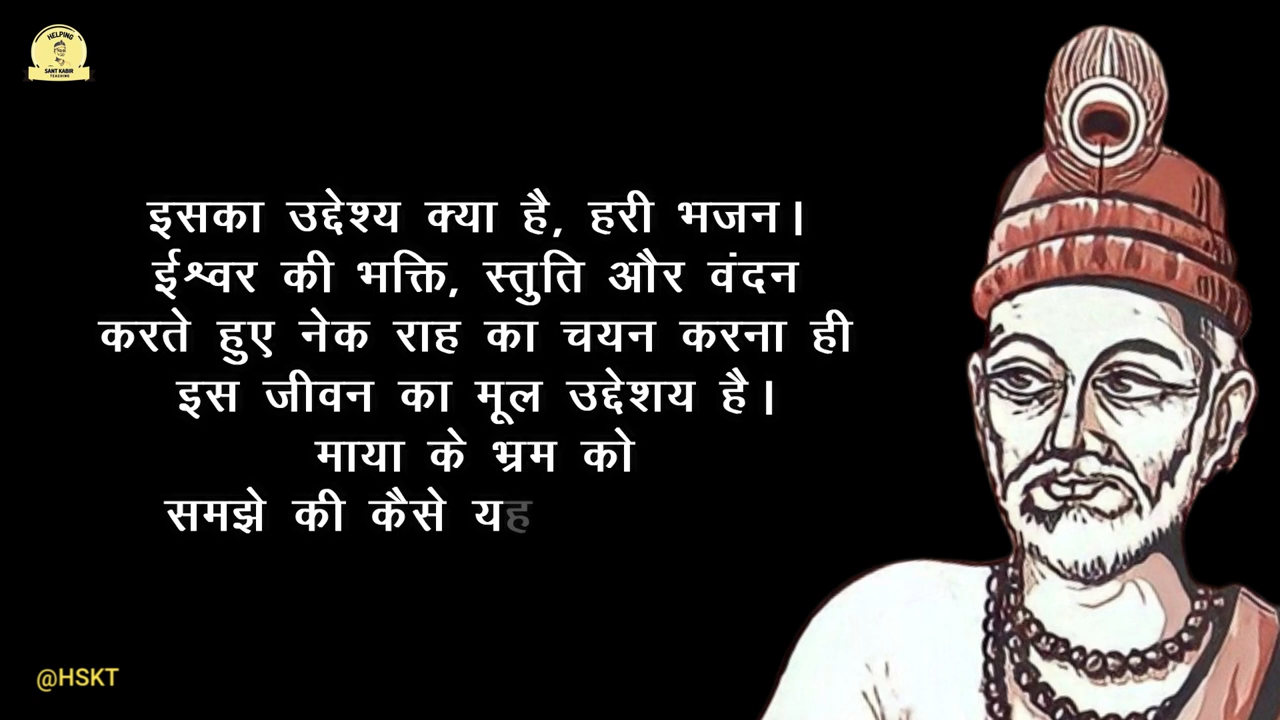 HELPING
SANT KABIR
TEACHING
इसका उद्देश्य क्या है, हरी भजन।
ईश्वर की भक्ति, स्तुति और वंदन
करते हुए नेक राह का चयन करना ही
इस जीवन का मूल उद्देशय है।
माया के भ्रम को
समझे की कैसे यह
@HSKT